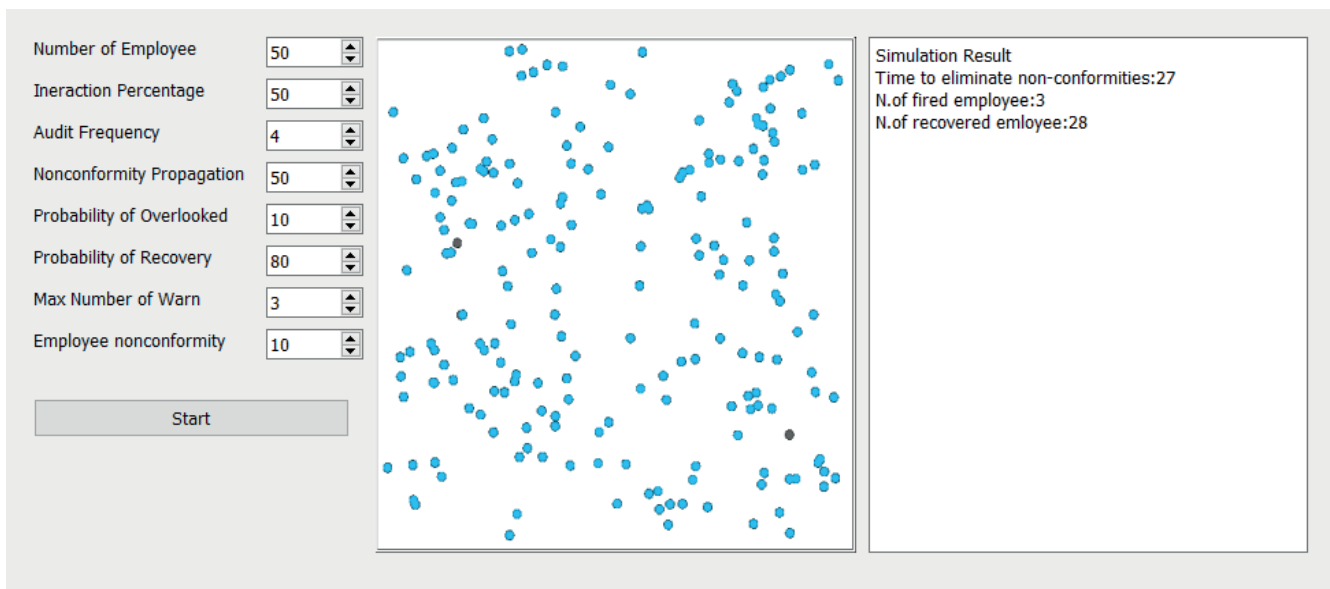 Number of Employee 50
Ineraction Percentage 50
Audit Frequency 4
Nonconformity Propagation 50
Probability of Overlooked 10
Probability of Recovery 80
Max Number of Warn 3
Employee nonconformity 10
Start
Simulation Result
Time to eliminate non-conformities:27
N.of fired employee:3
N.of recovered emloyee:28